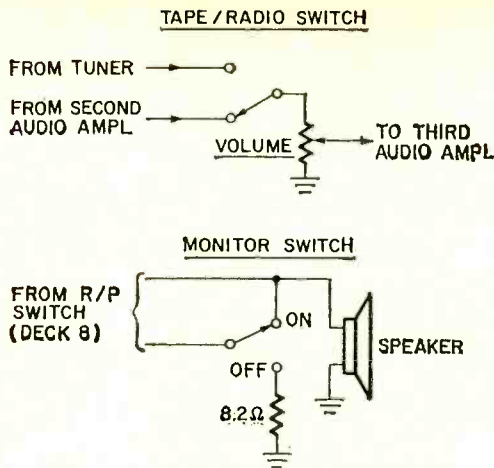 TAPE/RADIO SWITCH
FROM TUNER
FROM SECOND
AUDIO AMPL
VOLUME
TO THIRD
AUDIO AMPL
MONITOR SWITCH
FROM R/P
SWITCH
(DECK 8)
ON
OFF
SPEAKER
8.2Ω